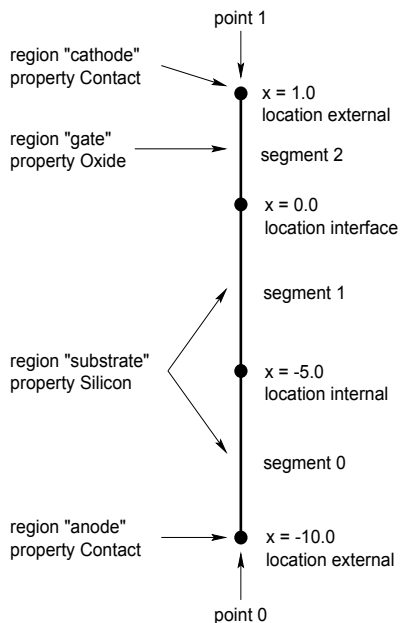 point 1
region "cathode"
property Contact
x = 1.0
location external
region "gate"
property Oxide
segment 2
x = 0.0
location interface
segment 1
region "substrate"
property Silicon
x = -5.0
location internal
segment 0
region "anode"
property Contact
x = -10.0
location external
point 0